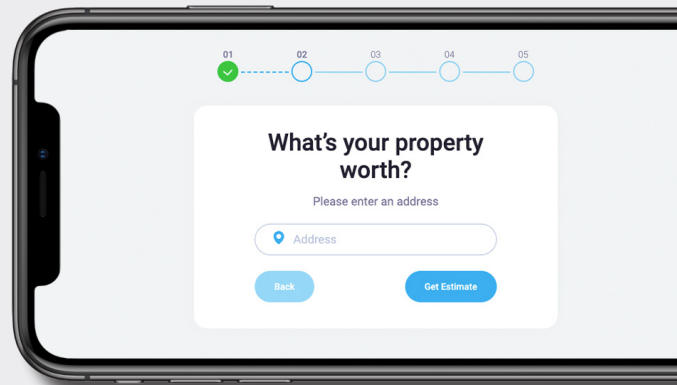 01 02 03 04 05
What's your property
worth?
Please enter an address
Address
Back Get Estimate